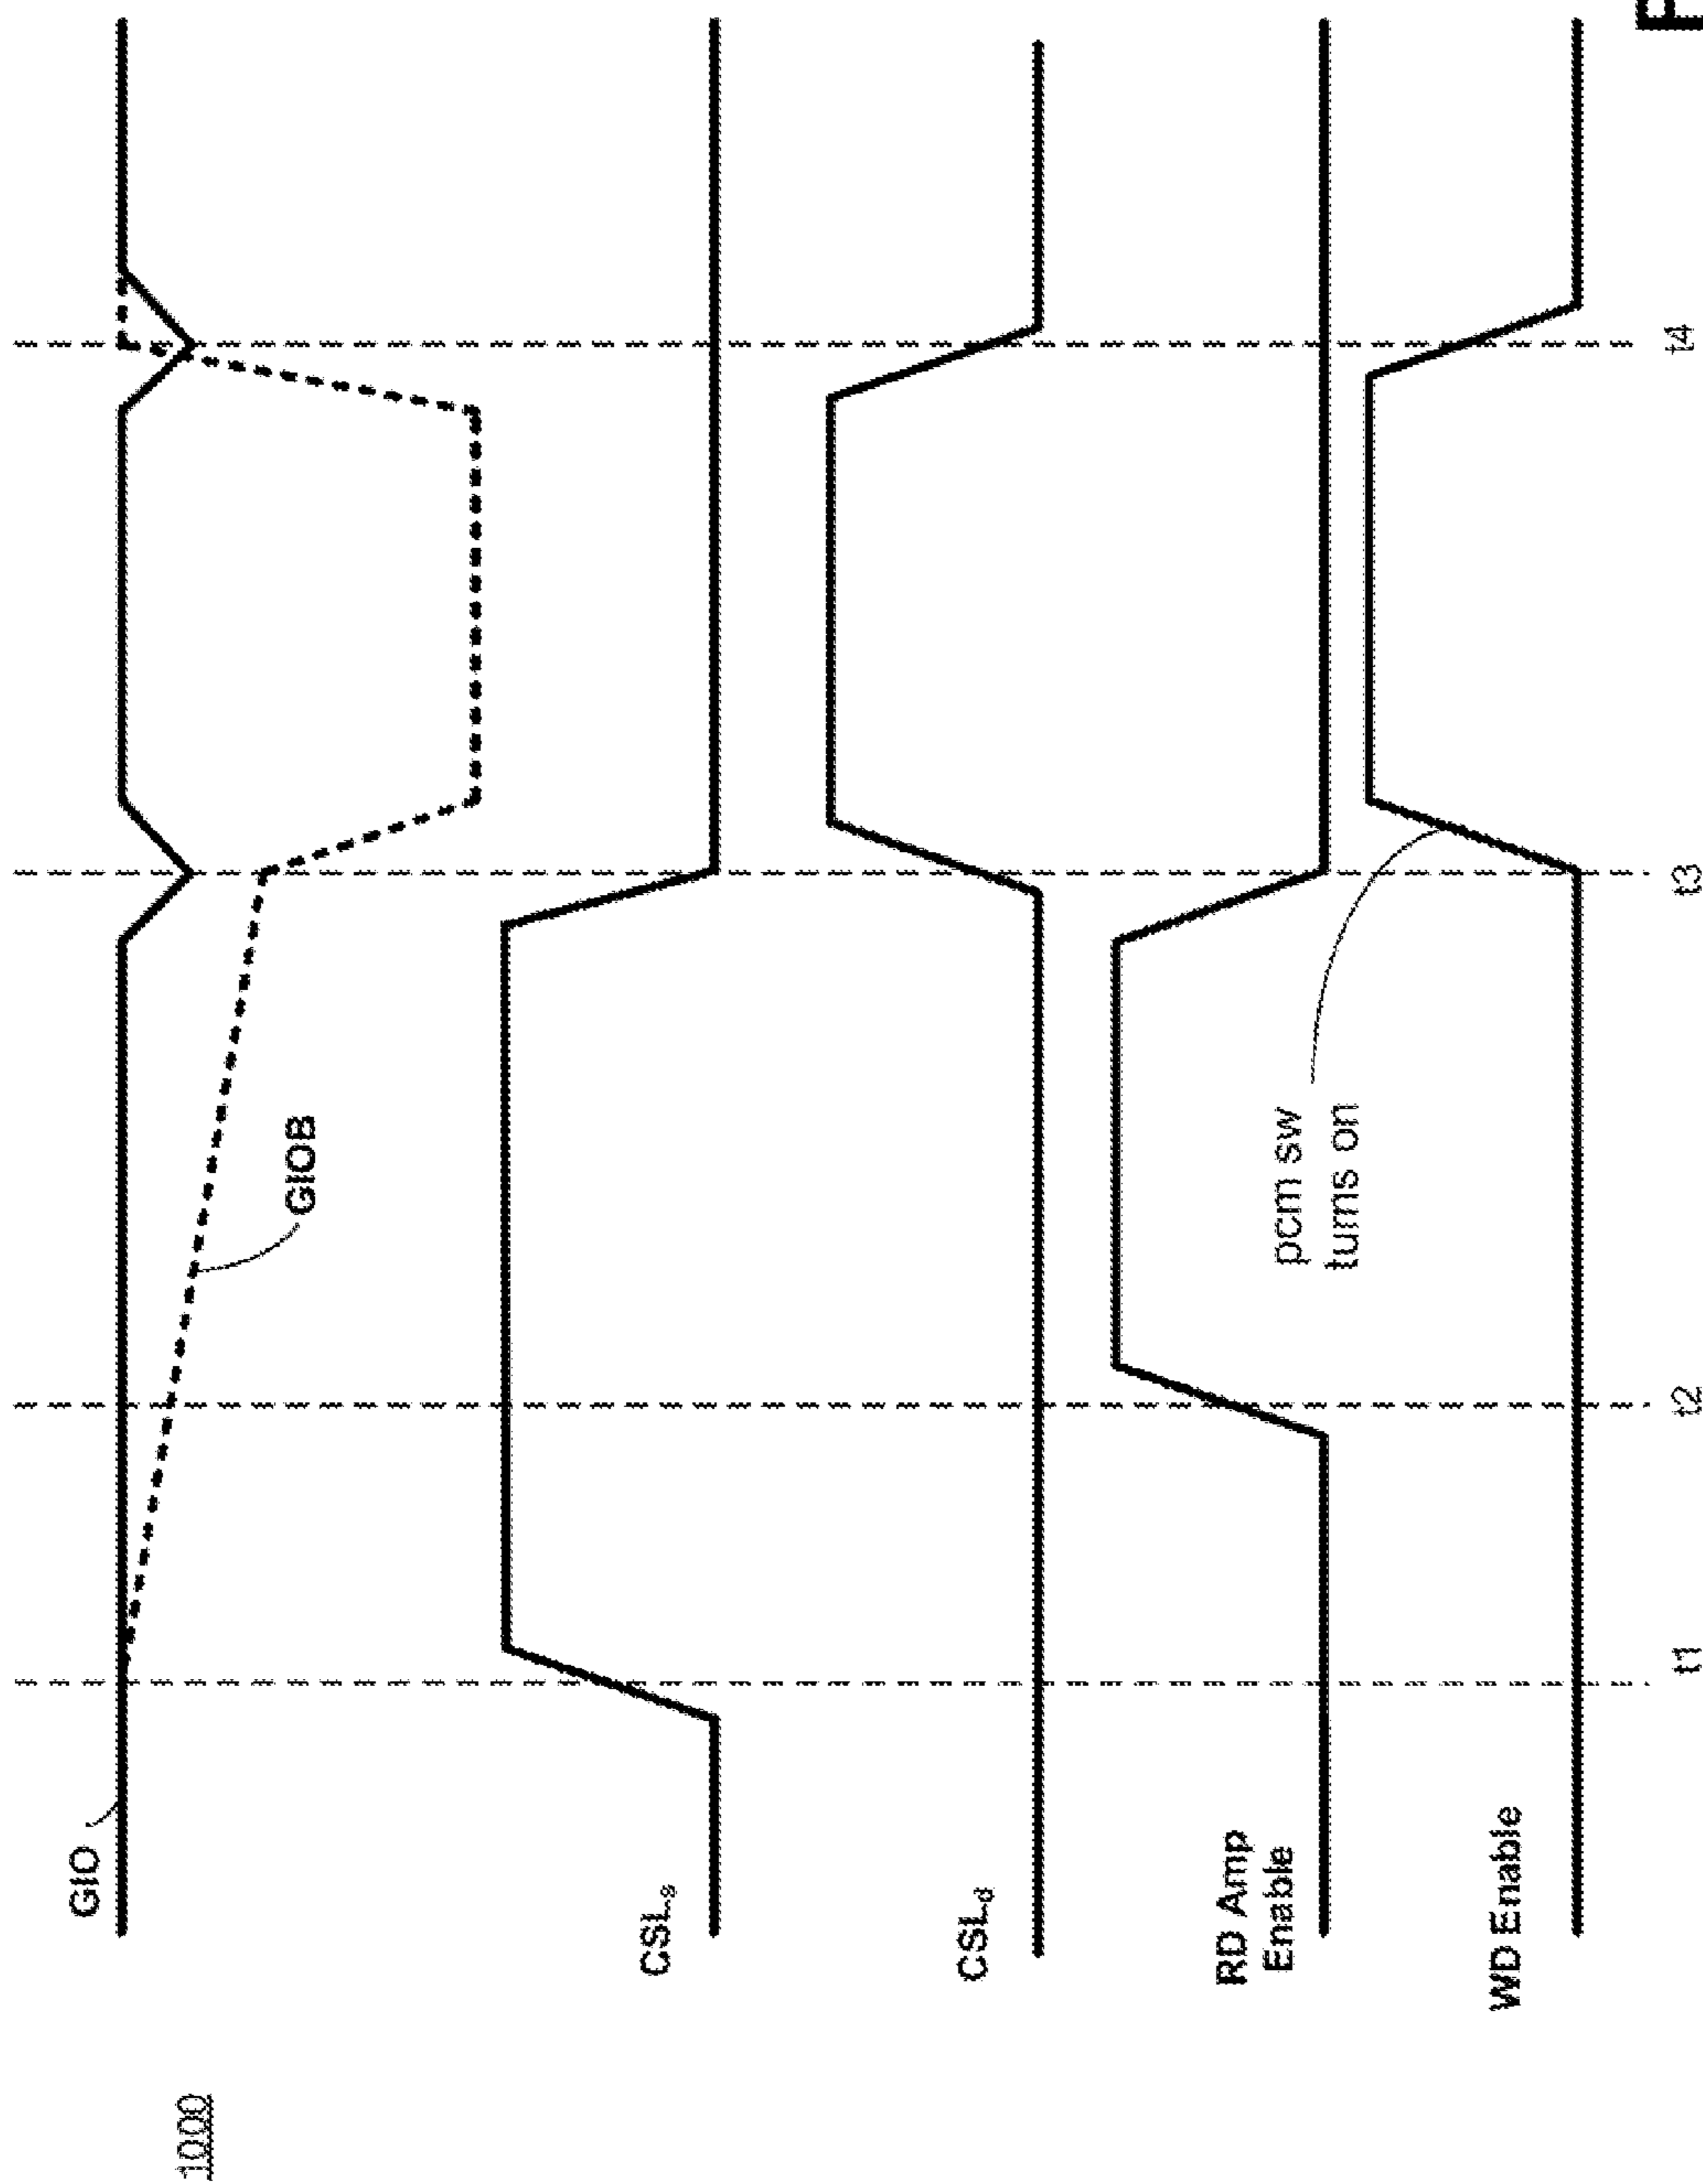 1000
GIO
GIOB
CSLs
CSLd
RD Amp
Enable
pcm sw
turns on
WD Enable
t1
t2
t3
t4